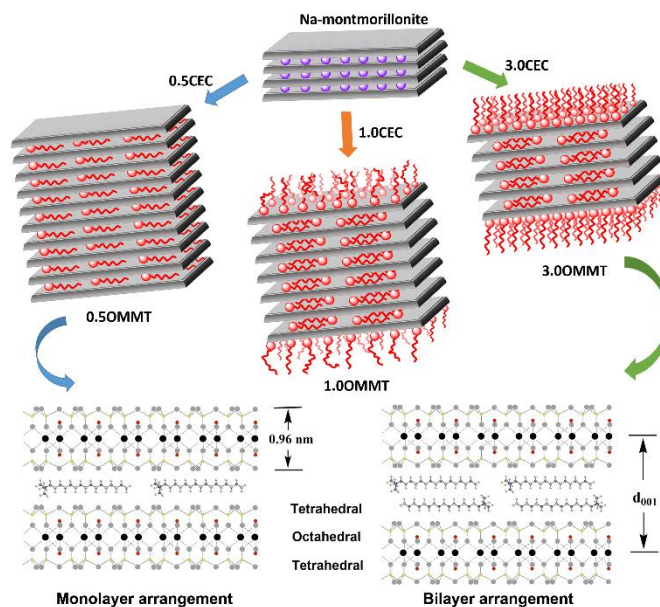 Na-montmorillonite
0.5CEC
1.0CEC
3.0CEC
0.5OMMT
1.0OMMT
3.0OMMT
0.96 nm
d001
Tetrahedral
Octahedral
Tetrahedral
Monolayer arrangement
Bilayer arrangement